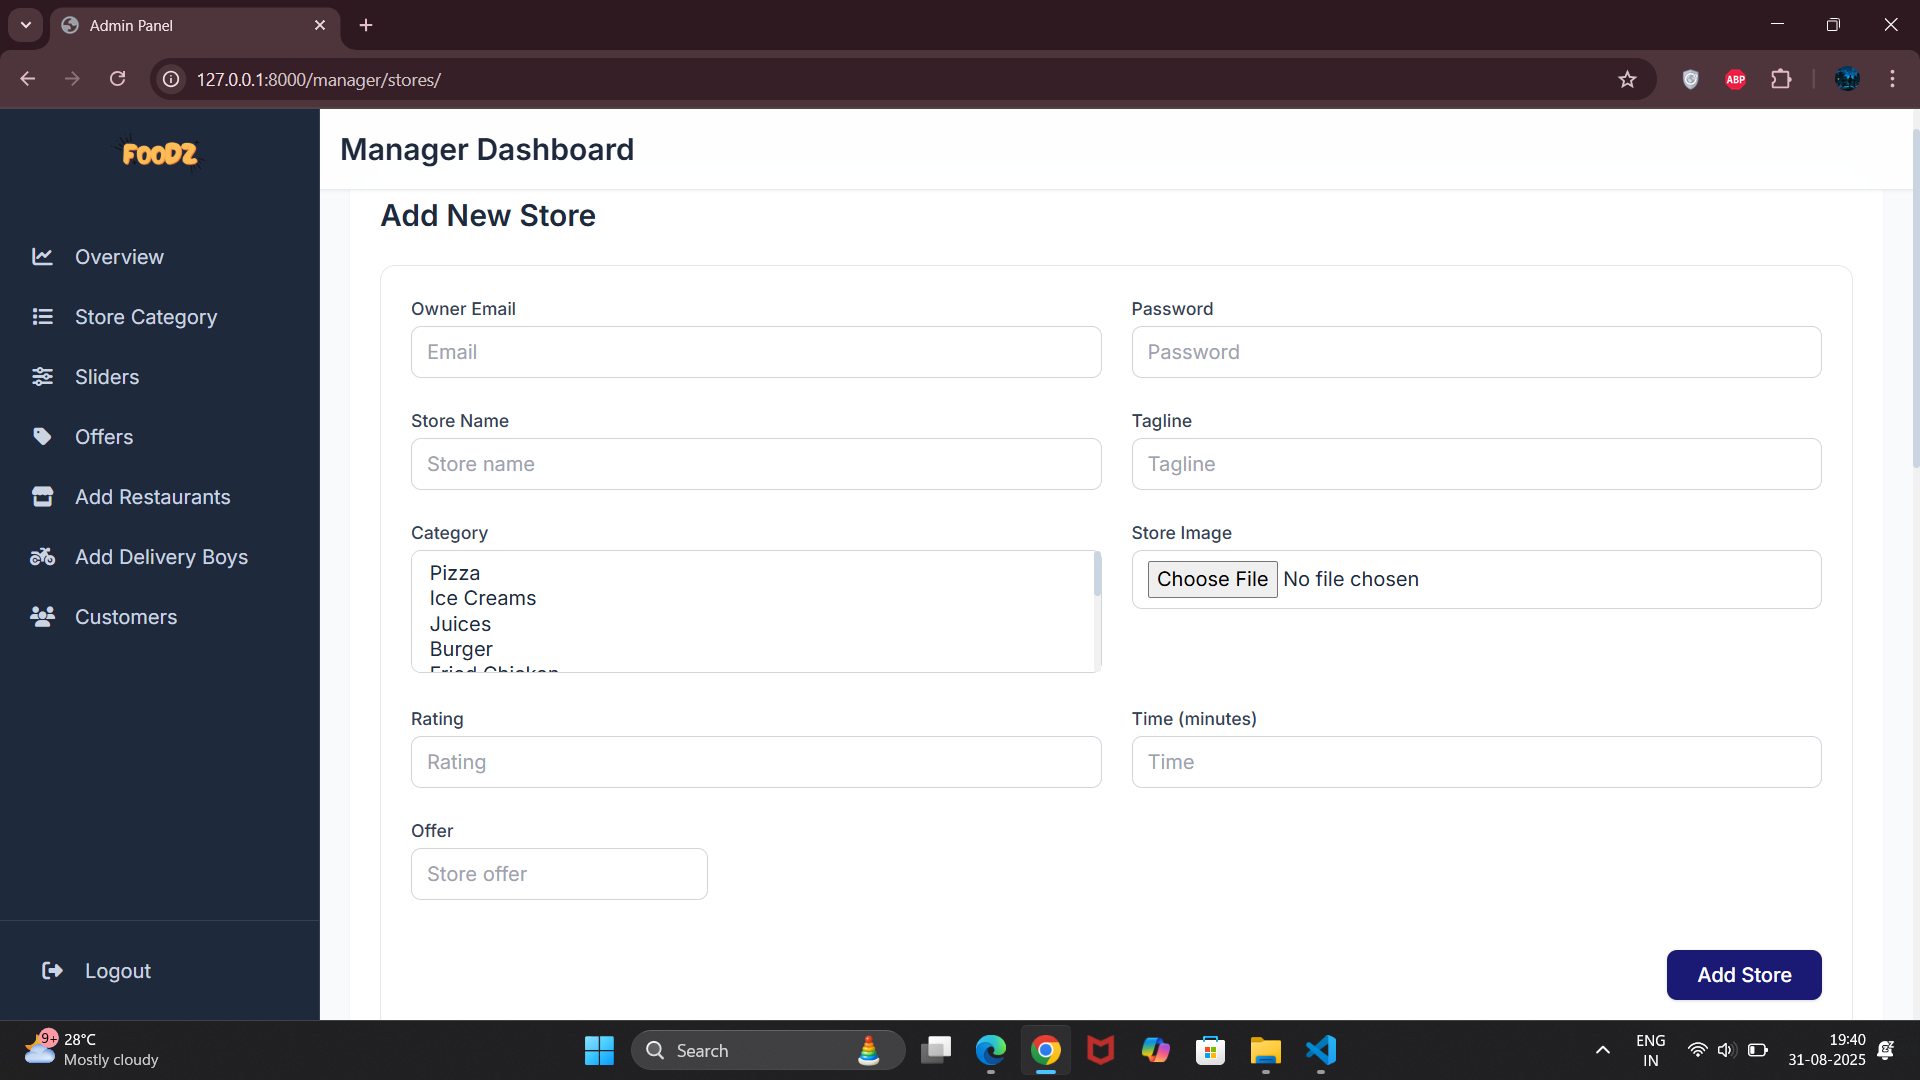 Admin Panel
127.0.0.1:8000/manager/stores/
ABP
FOODZ
Manager Dashboard
Add New Store
Overview
Store Category
Sliders
Offers
Add Restaurants
Add Delivery Boys
Customers
Logout
Owner Email
Email
Password
Password
Store Name
Store name
Tagline
Tagline
Category
Pizza
Ice Creams
Juices
Burger
Fried Chicken
Store Image
Choose File No file chosen
Rating
Rating
Time (minutes)
Time
Offer
Store offer
Add Store
9+
28°C
Mostly cloudy
Search
ENG
IN
19:40
31-08-2025